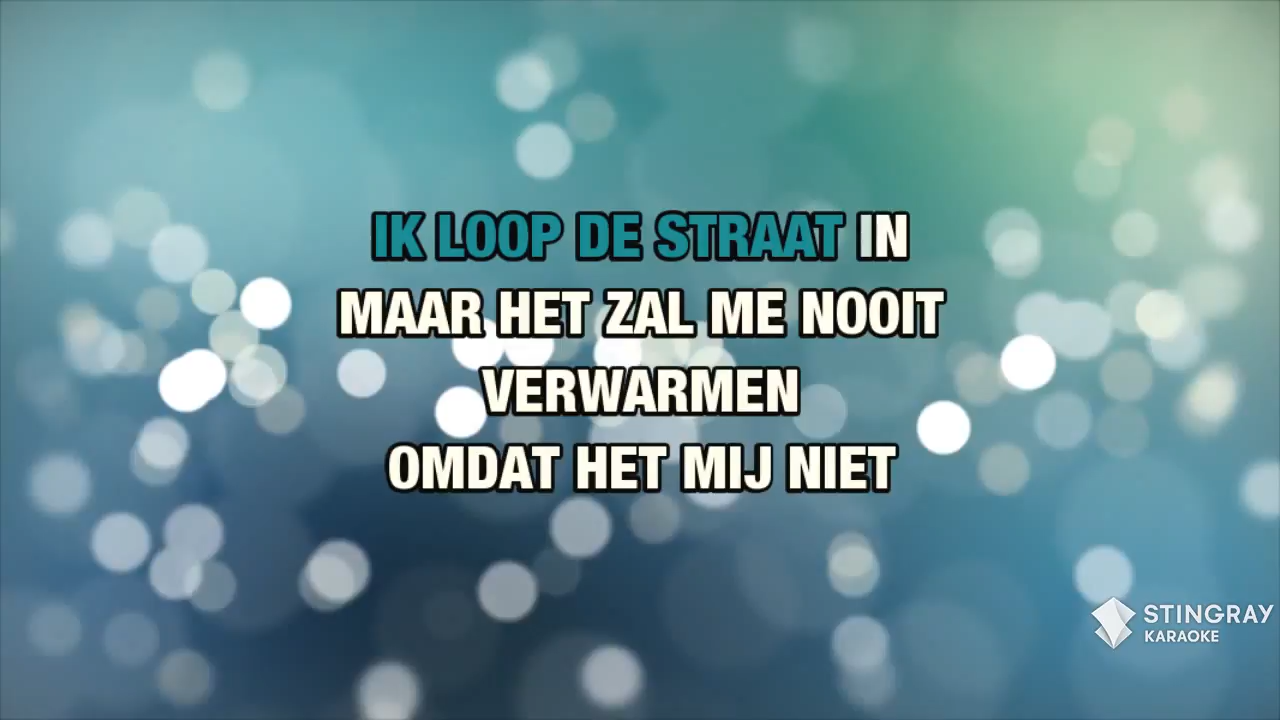 IK LOOP DE STRAAT IN
MAAR HET ZAL ME NOOIT
VERWARMEN
OMDAT HET MIJ NIET
STINGRAY
KARAOKE